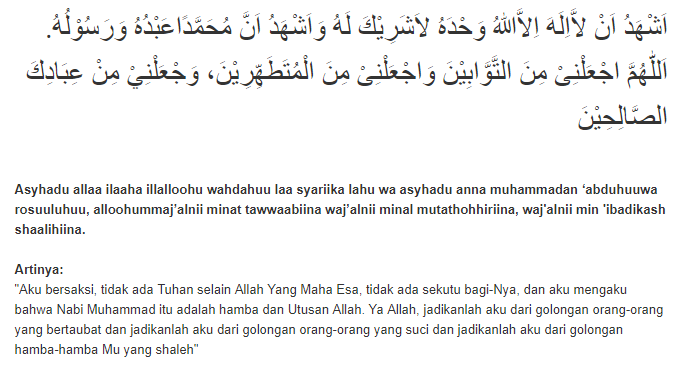 اَشْهَدُ اَنْ لاَّاِلَهَ اِلاَّاللهُ وَحْدَهُ لاَشَرِيْكَ لَهُ وَاَشْهَدُ اَنَّ مُحَمَّدًاعَبْدُهُ وَرَسُوْلُهُ.
اَللّٰهُمَّ اجْعَلْنِىْ مِنَ التَّوَّابِيْنَ وَاجْعَلْنِىْ مِنَ الْمُتَطَهِّرِيْنَ، وَجْعَلْنِيْ مِنْ عِبَادِكَ
الصَّالِحِيْنَ
Asyhadu allaa ilaaha illalloohu wahdahuu laa syariika lahu wa asyhadu anna muhammadan ‘abduhuuwa
rosuuluhuu, alloohummaj’alnii minat tawwaabiina waj’alnii minal mutathohhiriina, waj'alnii min 'ibadikash
shaalihiina.
Artinya:
"Aku bersaksi, tidak ada Tuhan selain Allah Yang Maha Esa, tidak ada sekutu bagi-Nya, dan aku mengaku
bahwa Nabi Muhammad itu adalah hamba dan Utusan Allah. Ya Allah, jadikanlah aku dari golongan orang-orang
yang bertaubat dan jadikanlah aku dari golongan orang-orang yang suci dan jadikanlah aku dari golongan
hamba-hamba Mu yang shaleh"